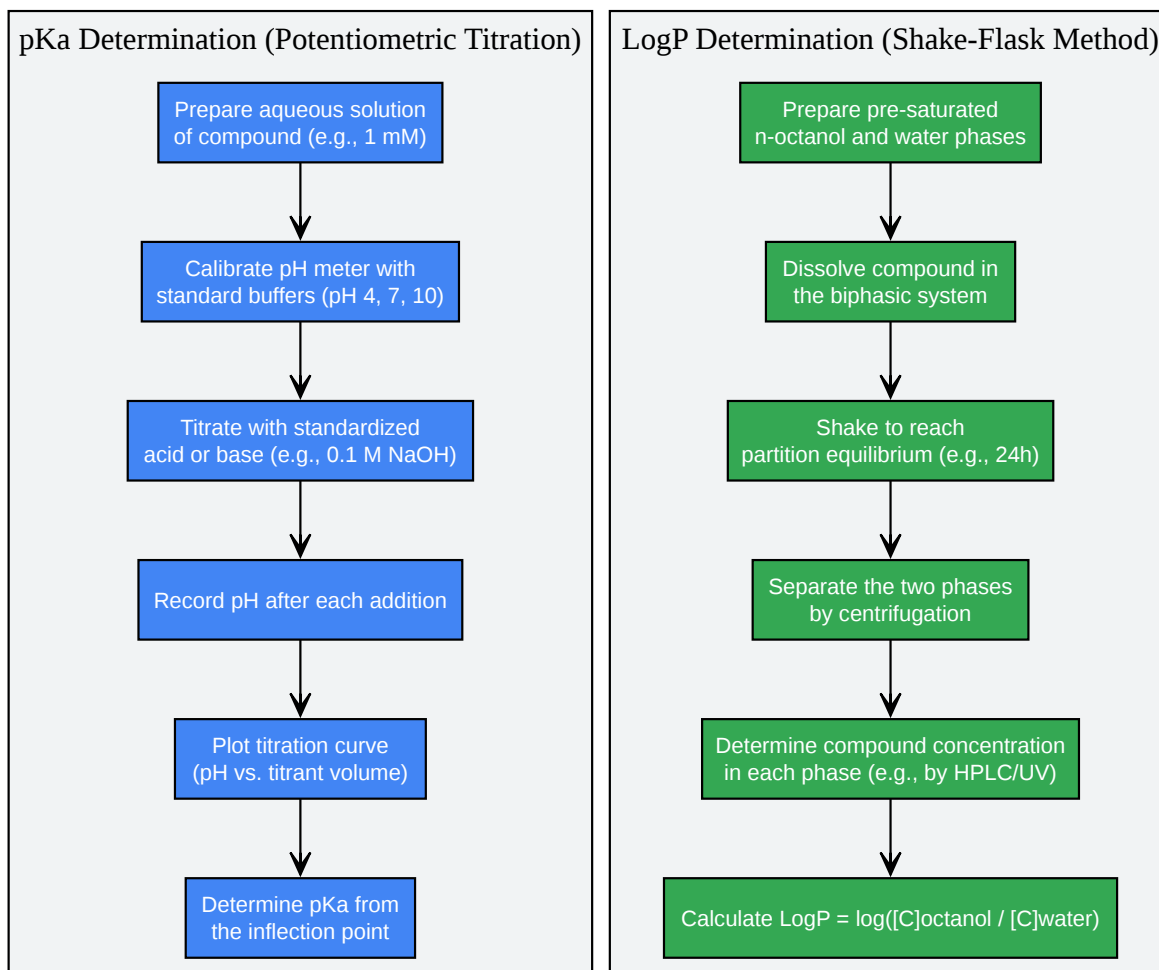 pKa Determination (Potentiometric Titration)
Prepare aqueous solution
of compound (e.g., 1 mM)
Calibrate pH meter with
standard buffers (pH 4, 7, 10)
Titrate with standardized
acid or base (e.g., 0.1 M NaOH)
Record pH after each addition
Plot titration curve
(pH vs. titrant volume)
Determine pKa from
the inflection point
LogP Determination (Shake-Flask Method)
Prepare pre-saturated
n-octanol and water phases
Dissolve compound in
the biphasic system
Shake to reach
partition equilibrium (e.g., 24h)
Separate the two phases
by centrifugation
Determine compound concentration
in each phase (e.g., by HPLC/UV)
Calculate LogP = log([C]octanol / [C]water)